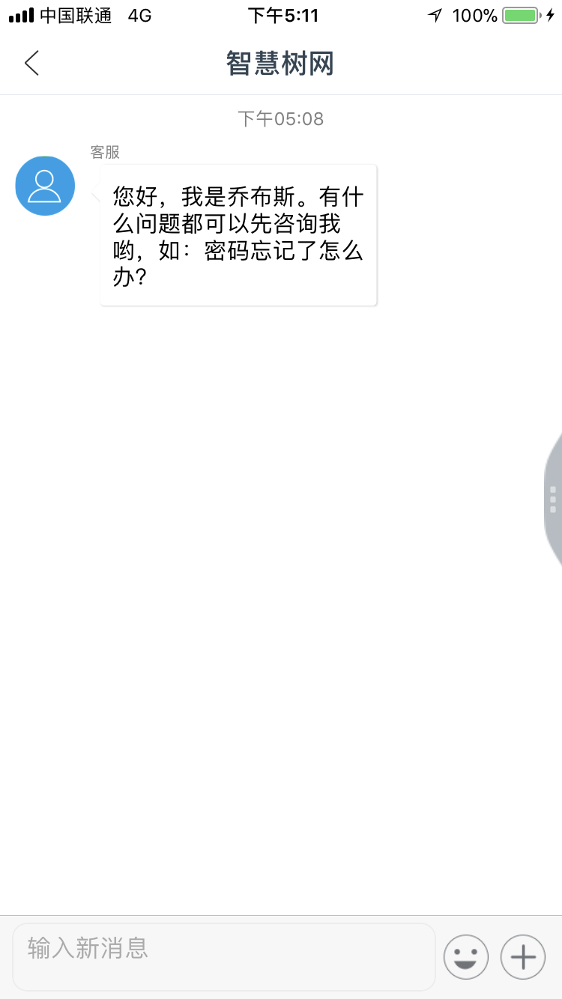 中国联通 4G 下午5:11 100%
智慧树网
下午05:08
客服
您好，我是乔布斯。有什
么问题都可以先咨询我
哟，如：密码忘记了怎么
办？
输入新消息